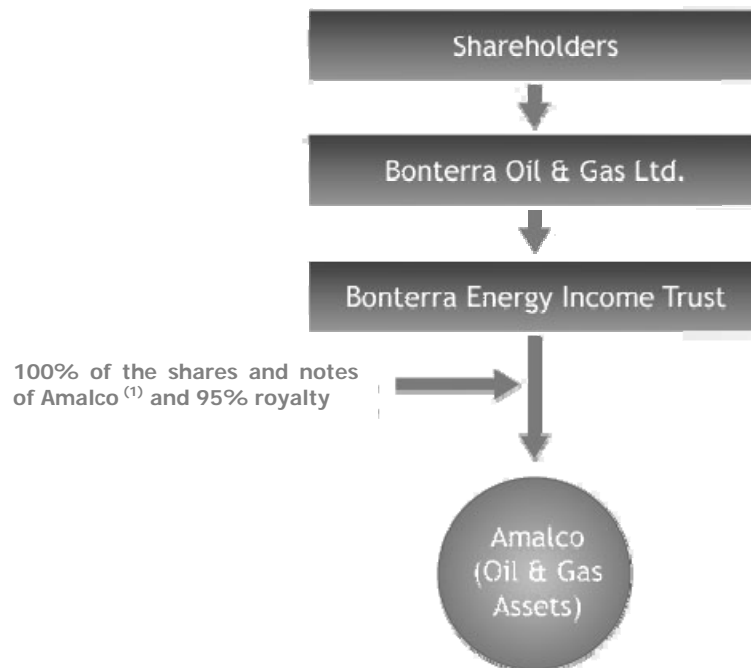 Shareholders
Bonterra Oil & Gas Ltd.
Bonterra Energy Income Trust
100% of the shares and notes
of Amalco (1) and 95% royalty
Amalco
(Oil & Gas
Assets)